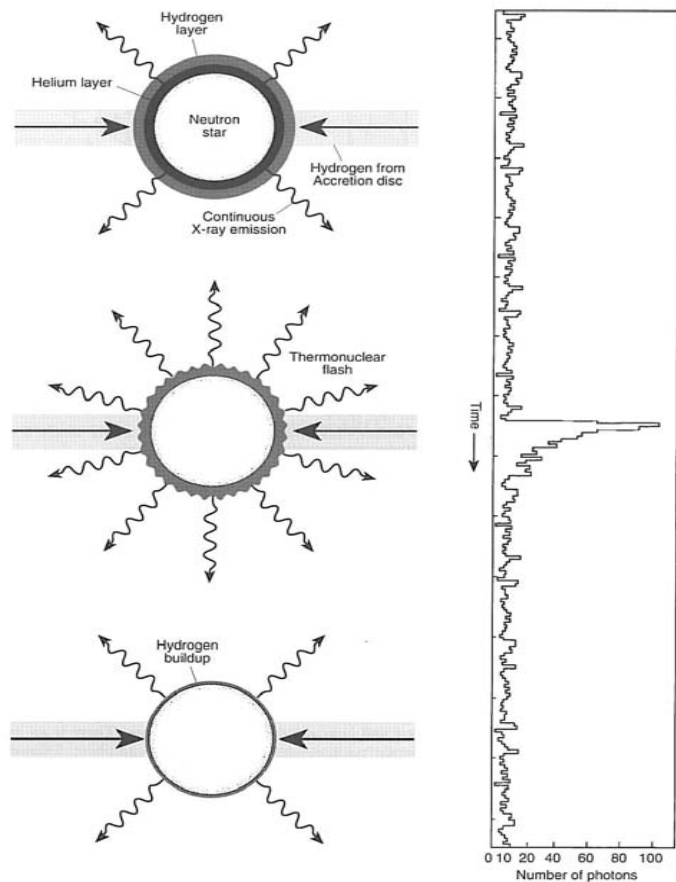 Hydrogen
layer
Helium layer
Neutron
star
Hydrogen from
Accretion disc
Continuous
X-ray emission
Thermonuclear
flash
Hydrogen
buildup
Time
0 10 20 40 60 80 100
Number of photons